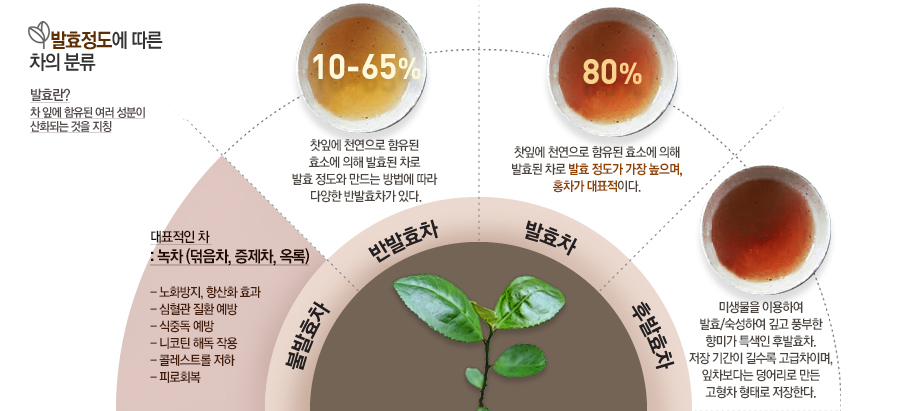 발효정도에 따른
차의 분류
발효란?
차 잎에 함유된 여러 성분이
산화되는 것을 지칭
10-65%
찻잎에 천연으로 함유된
효소에 의해 발효된 차로
발효 정도와 만드는 방법에 따라
다양한 반발효차가 있다.
80%
찻잎에 천연으로 함유된 효소에 의해
발효된 차로 발효 정도가 가장 높으며,
홍차가 대표적이다.
대표적인 차
: 녹차 (덖음차, 증제차, 옥록)
- 노화방지, 항산화 효과
- 심혈관 질환 예방
- 식중독 예방
- 니코틴 해독 작용
- 콜레스트롤 저하
- 피로회복
불발효차
반발효차
발효차
후발효차
미생물을 이용하여
발효/숙성하여 깊고 풍부한
향미가 특색인 후발효차.
저장 기간이 길수록 고급차이며,
잎차보다는 덩어리로 만든
고형차 형태로 저장한다.